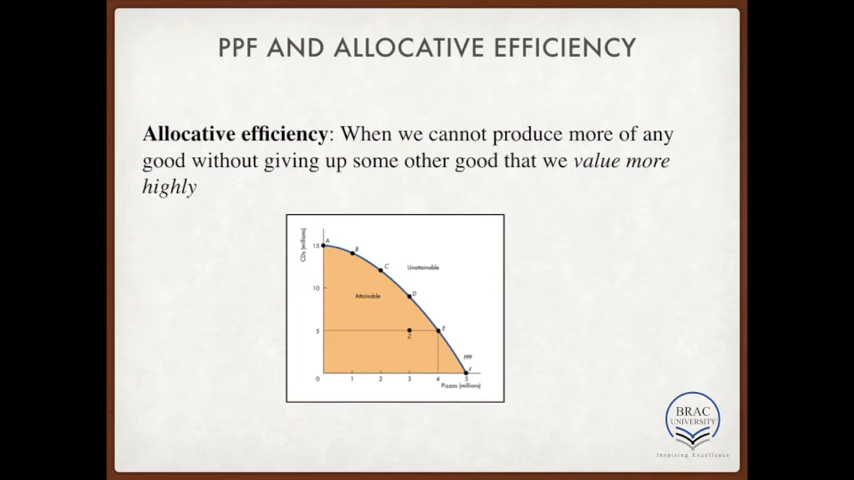 PPF AND ALLOCATIVE EFFICIENCY
Allocative efficiency: When we cannot produce more of any
good without giving up some other good that we value more
highly
CDs (millions)
15
A
B
C
Unattainable
10
Attainable
D
5
Z
E
PPF
F
0
1
2
3
4
5
Pizzas (millions)
BRAC
UNIVERSITY
Inspiring Excellence